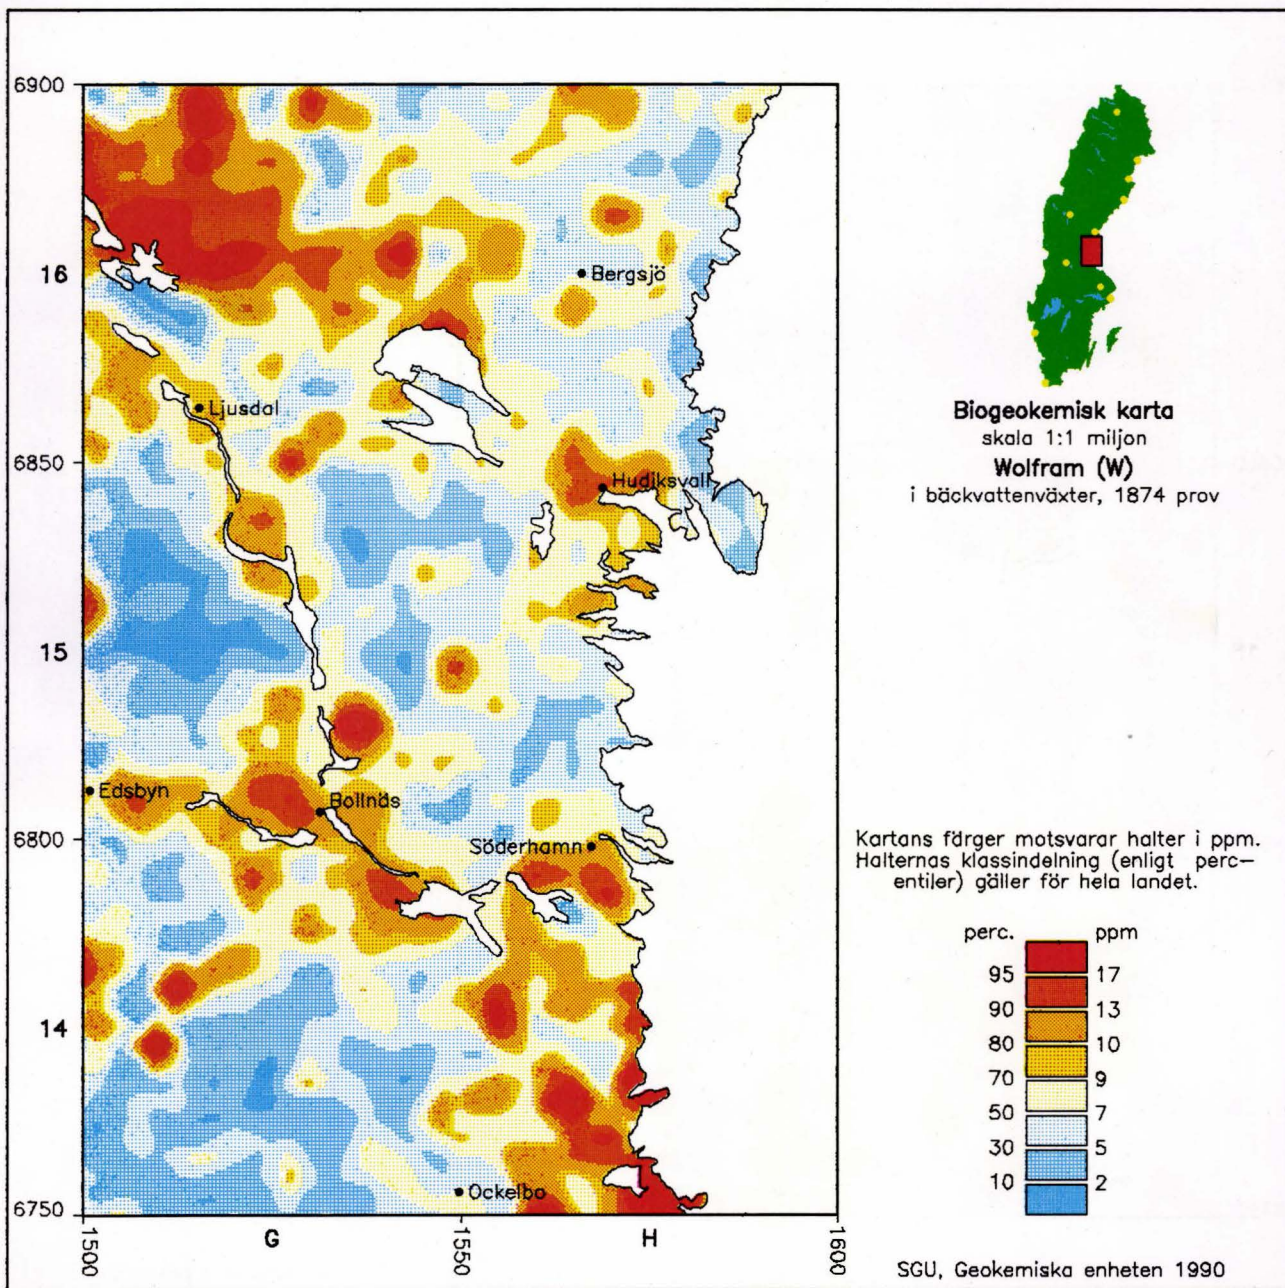 6900
16
Bergsjö
Ljusdal
6850
Hudiksvall
15
Edsbyn
Bollnäs
6800
Söderhamn
14
Ockelbo
6750
1500
G
1550
H
1600
Biogeokemisk karta
skala 1:1 miljon
Wolfram (W)
i bäckvattenväxter, 1874 prov
Kartans färger motsvarar halter i ppm.
Halternas klassindelning (enligt perc-
entiler) gäller för hela landet.
perc. ppm
95 17
90 13
80 10
70 9
50 7
30 5
10 2
SGU, Geokemiska enheten 1990